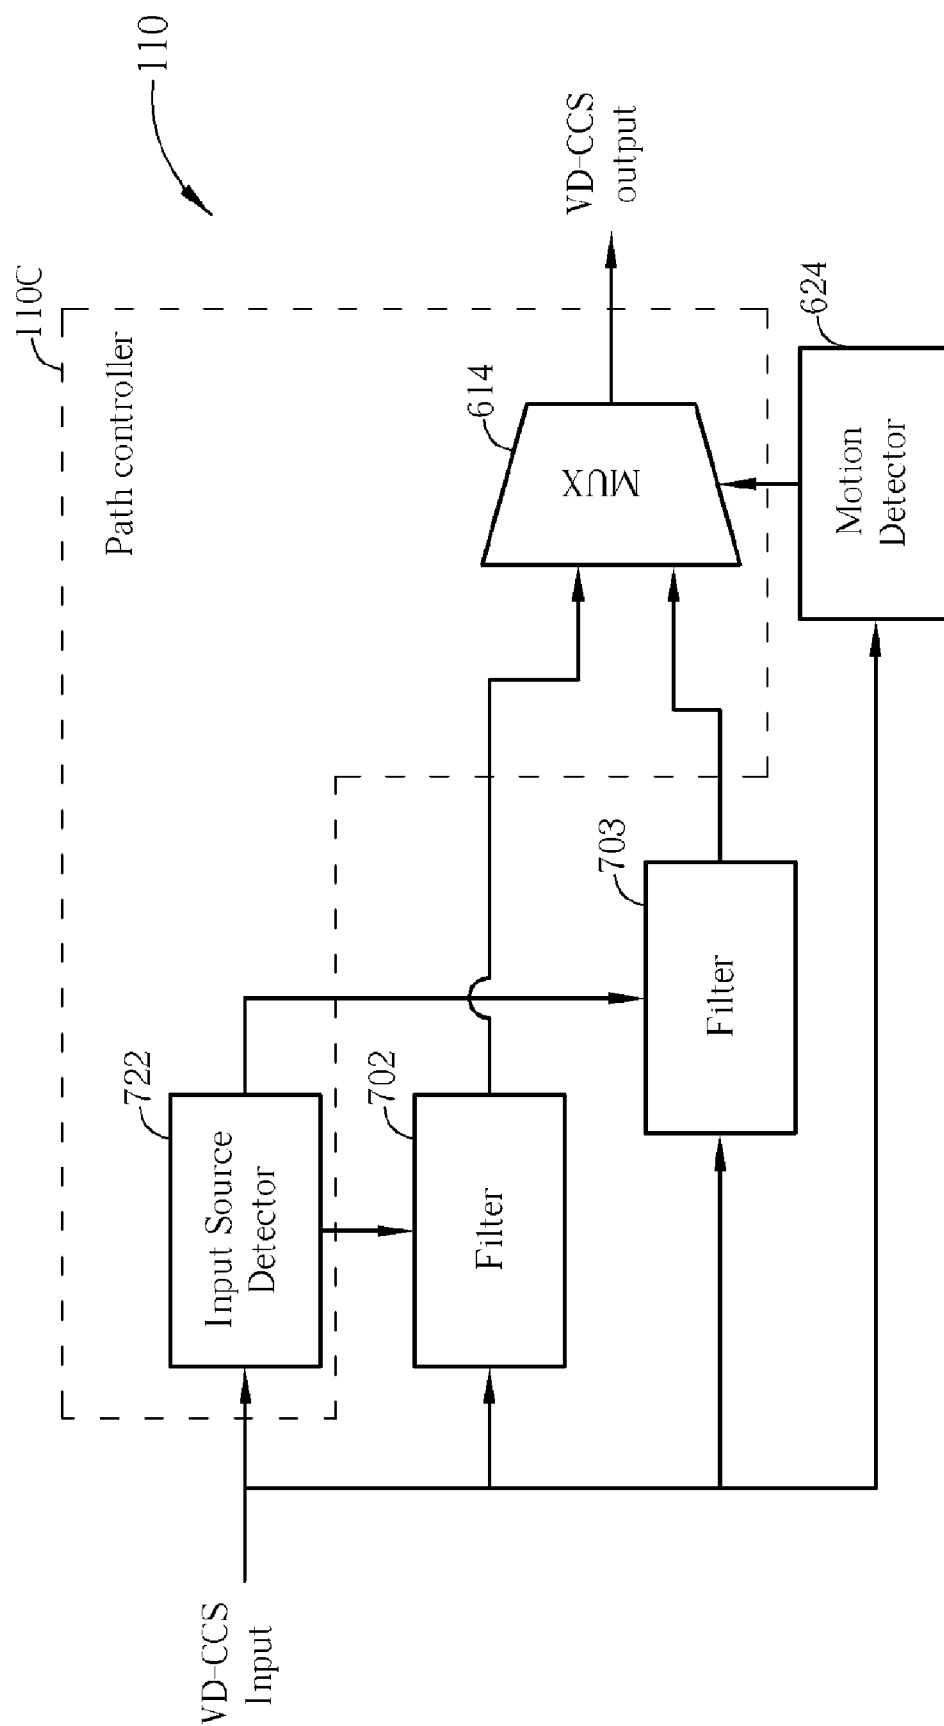 110
110C
Path controller
VD-CCS
Input
722
Input Source
Detector
702
Filter
703
Filter
614
MUX
VD-CCS
output
624
Motion
Detector